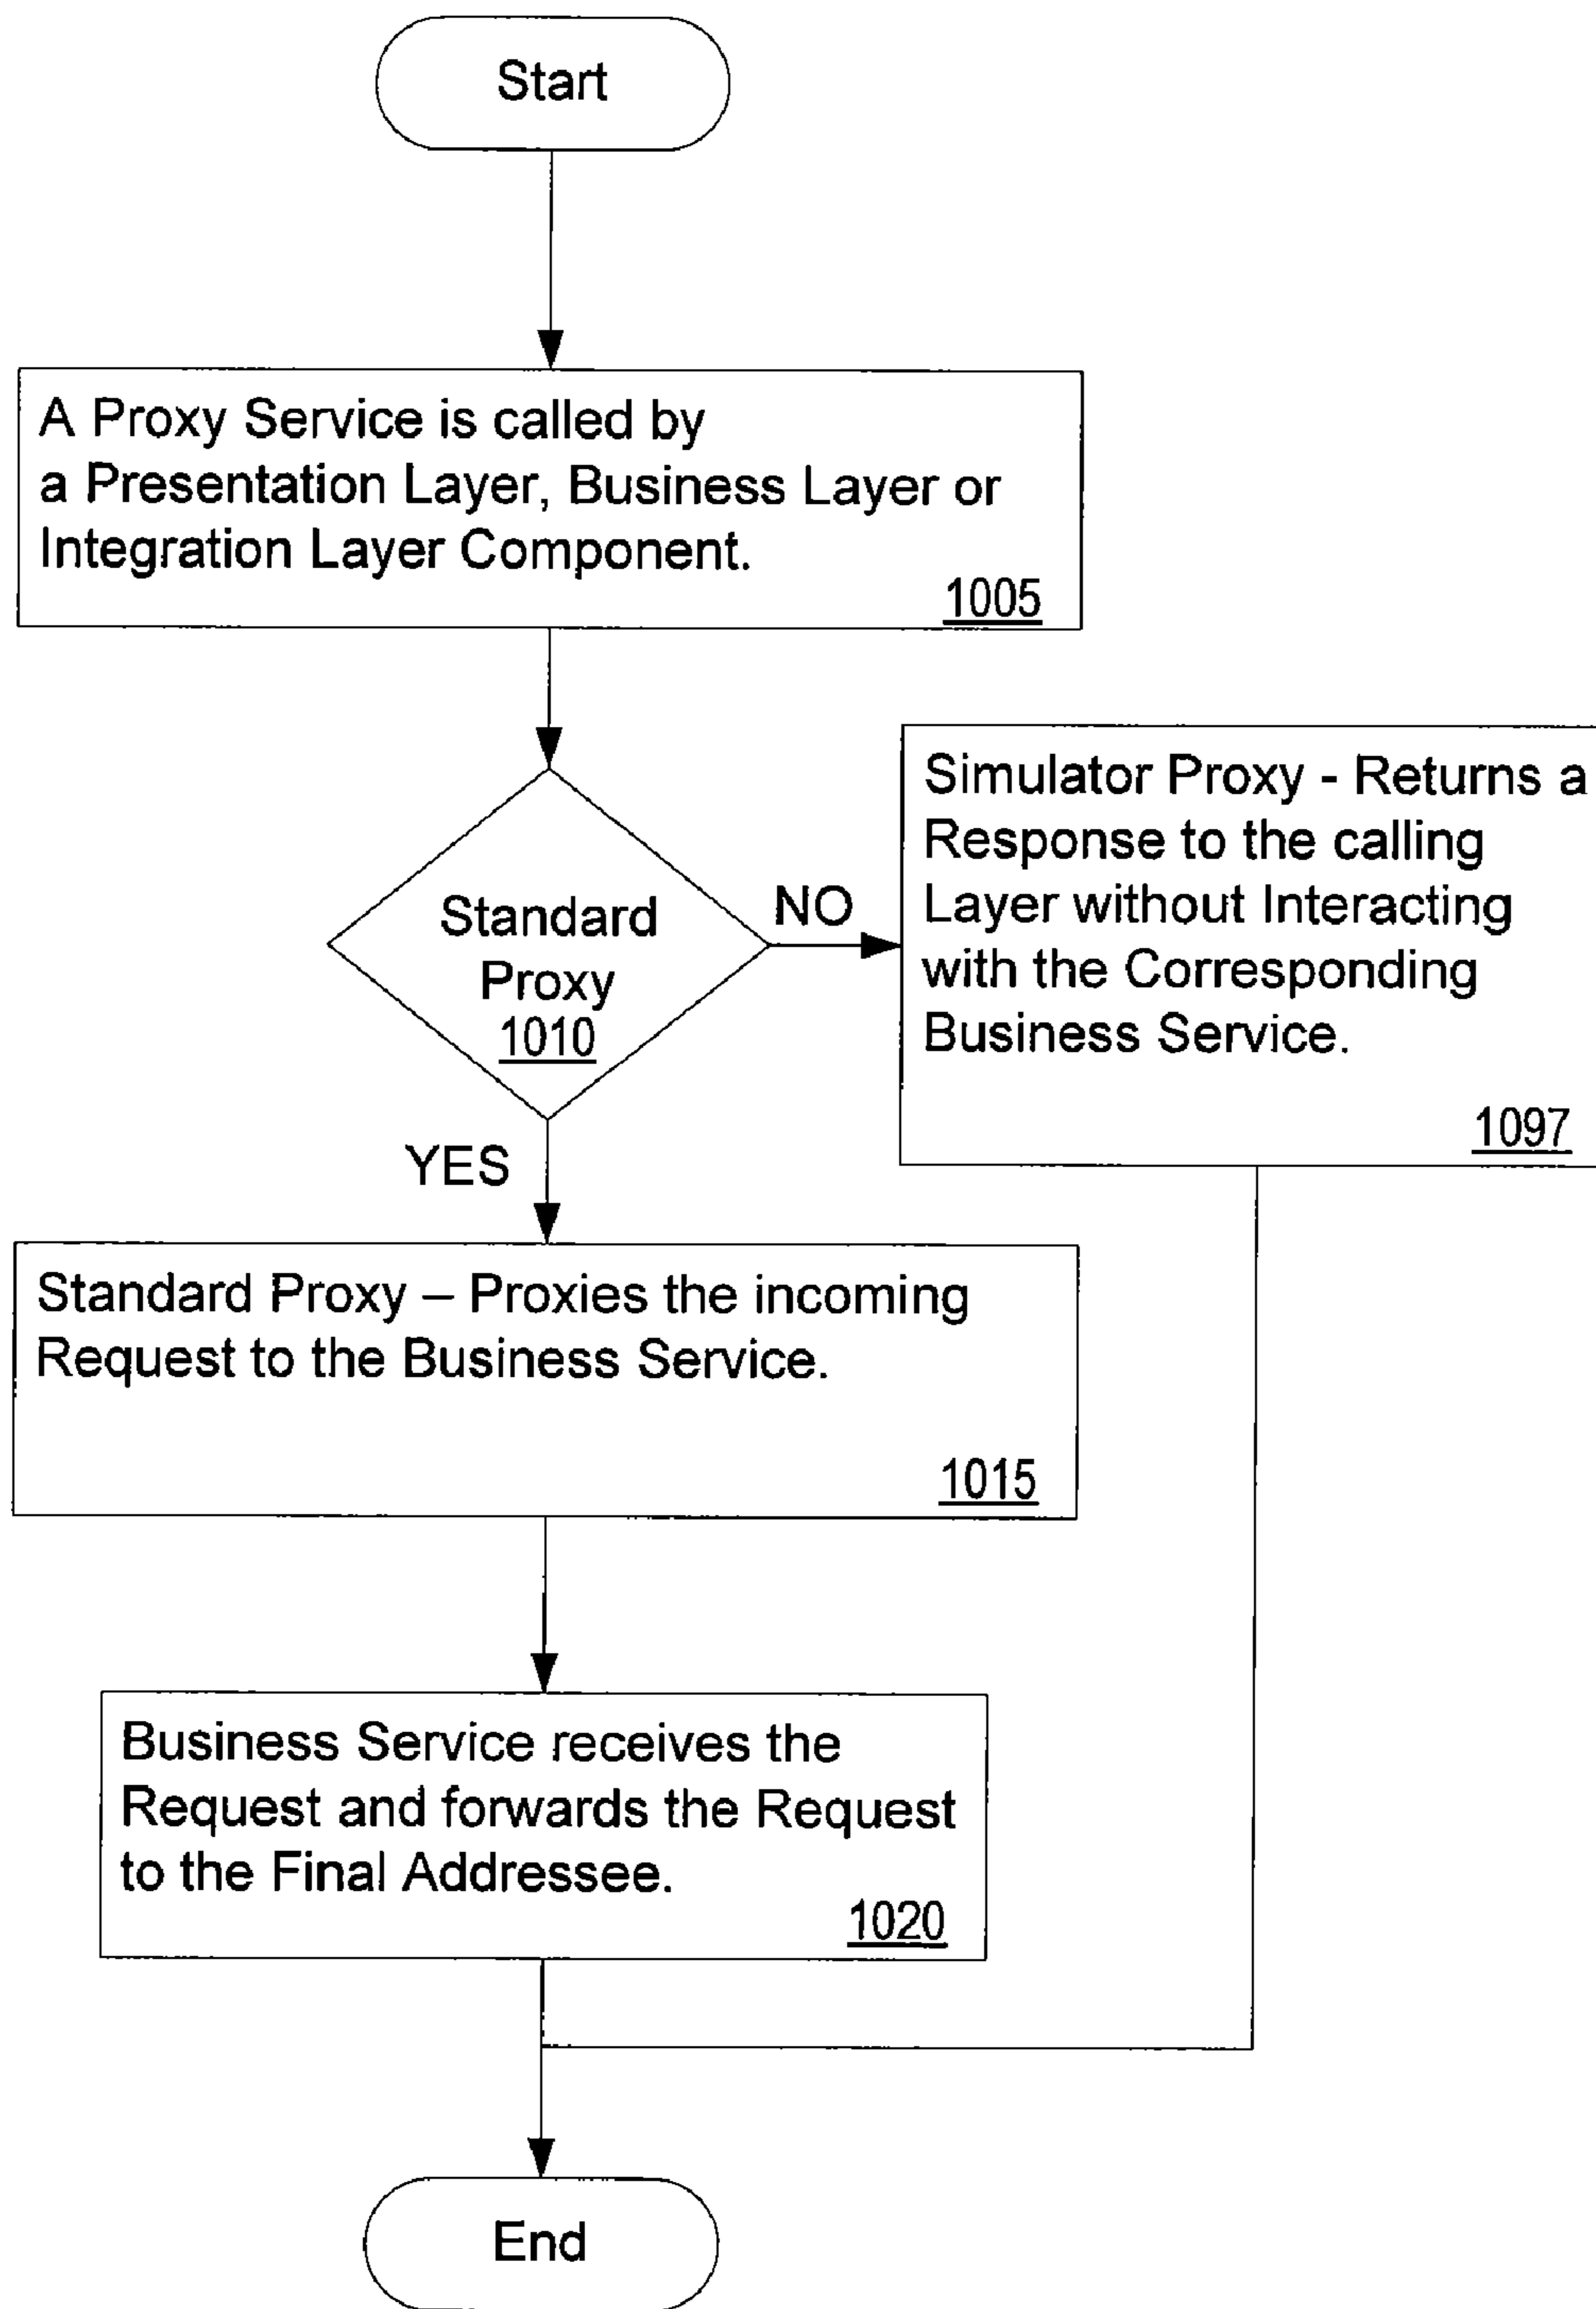 Start
A Proxy Service is called by
a Presentation Layer, Business Layer or
Integration Layer Component.
1005
Standard
Proxy
1010
NO
Simulator Proxy - Returns a
Response to the calling
Layer without Interacting
with the Corresponding
Business Service.
1097
YES
Standard Proxy – Proxies the incoming
Request to the Business Service.
1015
Business Service receives the
Request and forwards the Request
to the Final Addressee.
1020
End